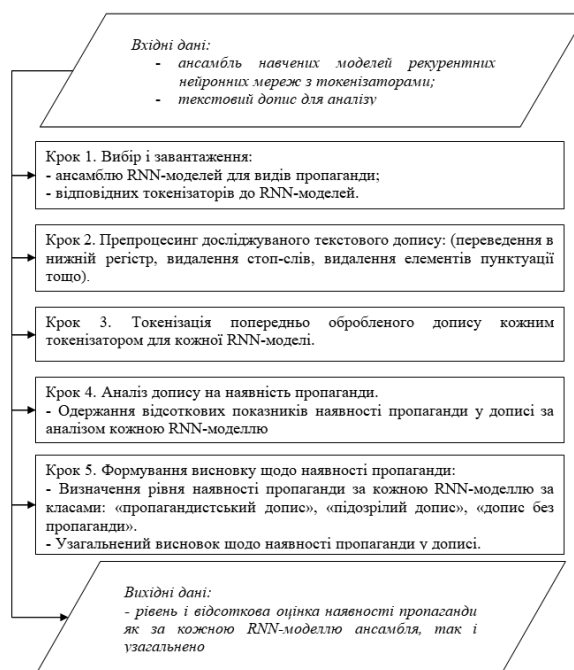 Вхідні дані:
- ансамбль навчених моделей рекурентних
нейронних мереж з токенізаторами;
- текстовий допис для аналізу
Крок 1. Вибір і завантаження:
- ансамблю RNN-моделей для видів пропаганди;
- відповідних токенізаторів до RNN-моделей.
Крок 2. Препроцесинг досліджуваного текстового допису: (переведення в
нижній регістр, видалення стоп-слів, видалення елементів пунктуації
тощо).
Крок 3. Токенізація попередньо обробленого допису кожним
токенізатором для кожної RNN-моделі.
Крок 4. Аналіз допису на наявність пропаганди.
- Одержання відсоткових показників наявності пропаганди у дописі за
аналізом кожною RNN-моделлю
Крок 5. Формування висновку щодо наявності пропаганди:
- Визначення рівня наявності пропаганди за кожною RNN-моделлю за
класами: «пропагандистський допис», «підозрілий допис», «допис без
пропаганди».
- Узагальнений висновок щодо наявності пропаганди у дописі.
Вихідні дані:
- рівень і відсоткова оцінка наявності пропаганди
як за кожною RNN-моделлю ансамбля, так і
узагальнено